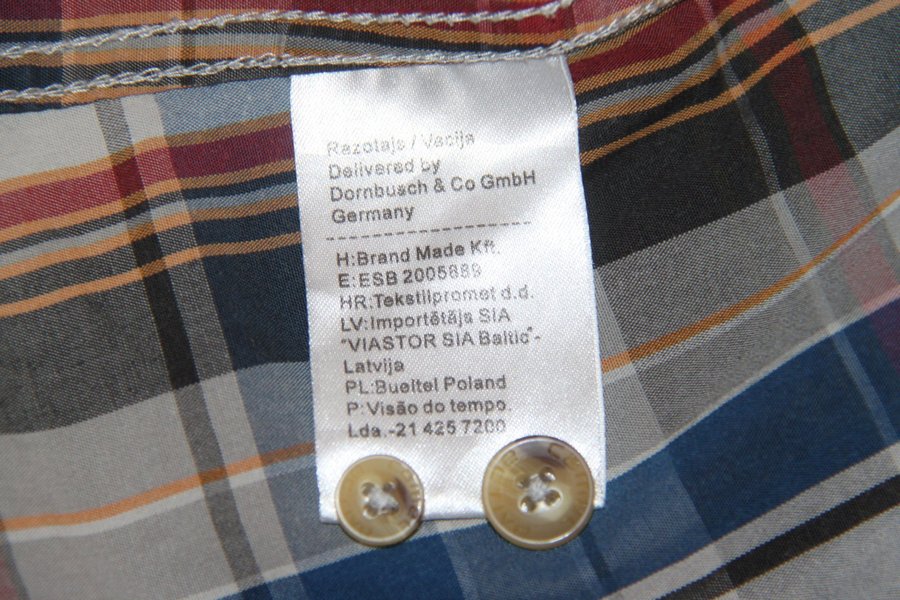 Razotajs / Vacija
Delivered by
Dornbusch & Co GmbH
Germany
H:Brand Made Kft.
E:ESB 2005889
HR:Tekstilpromet d.d.
LV:Importētājs SIA
"VIASTOR SIA Baltic"-
Latvija
PL:Bueltel Poland
P:Visão do tempo.
Lda.-21 425 7200